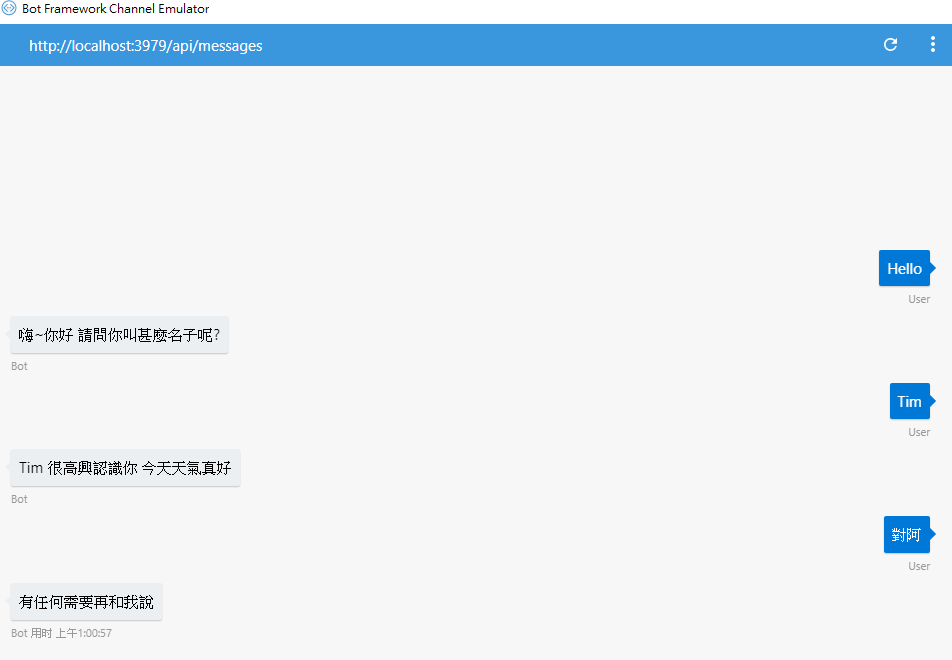 Bot Framework Channel Emulator
http://localhost:3979/api/messages
Hello
User
嗨~你好 請問你叫甚麼名子呢?
Bot
Tim
User
Tim 很高興認識你 今天天氣真好
Bot
對阿
User
有任何需要再和我說
Bot 用时 上午1:00:57